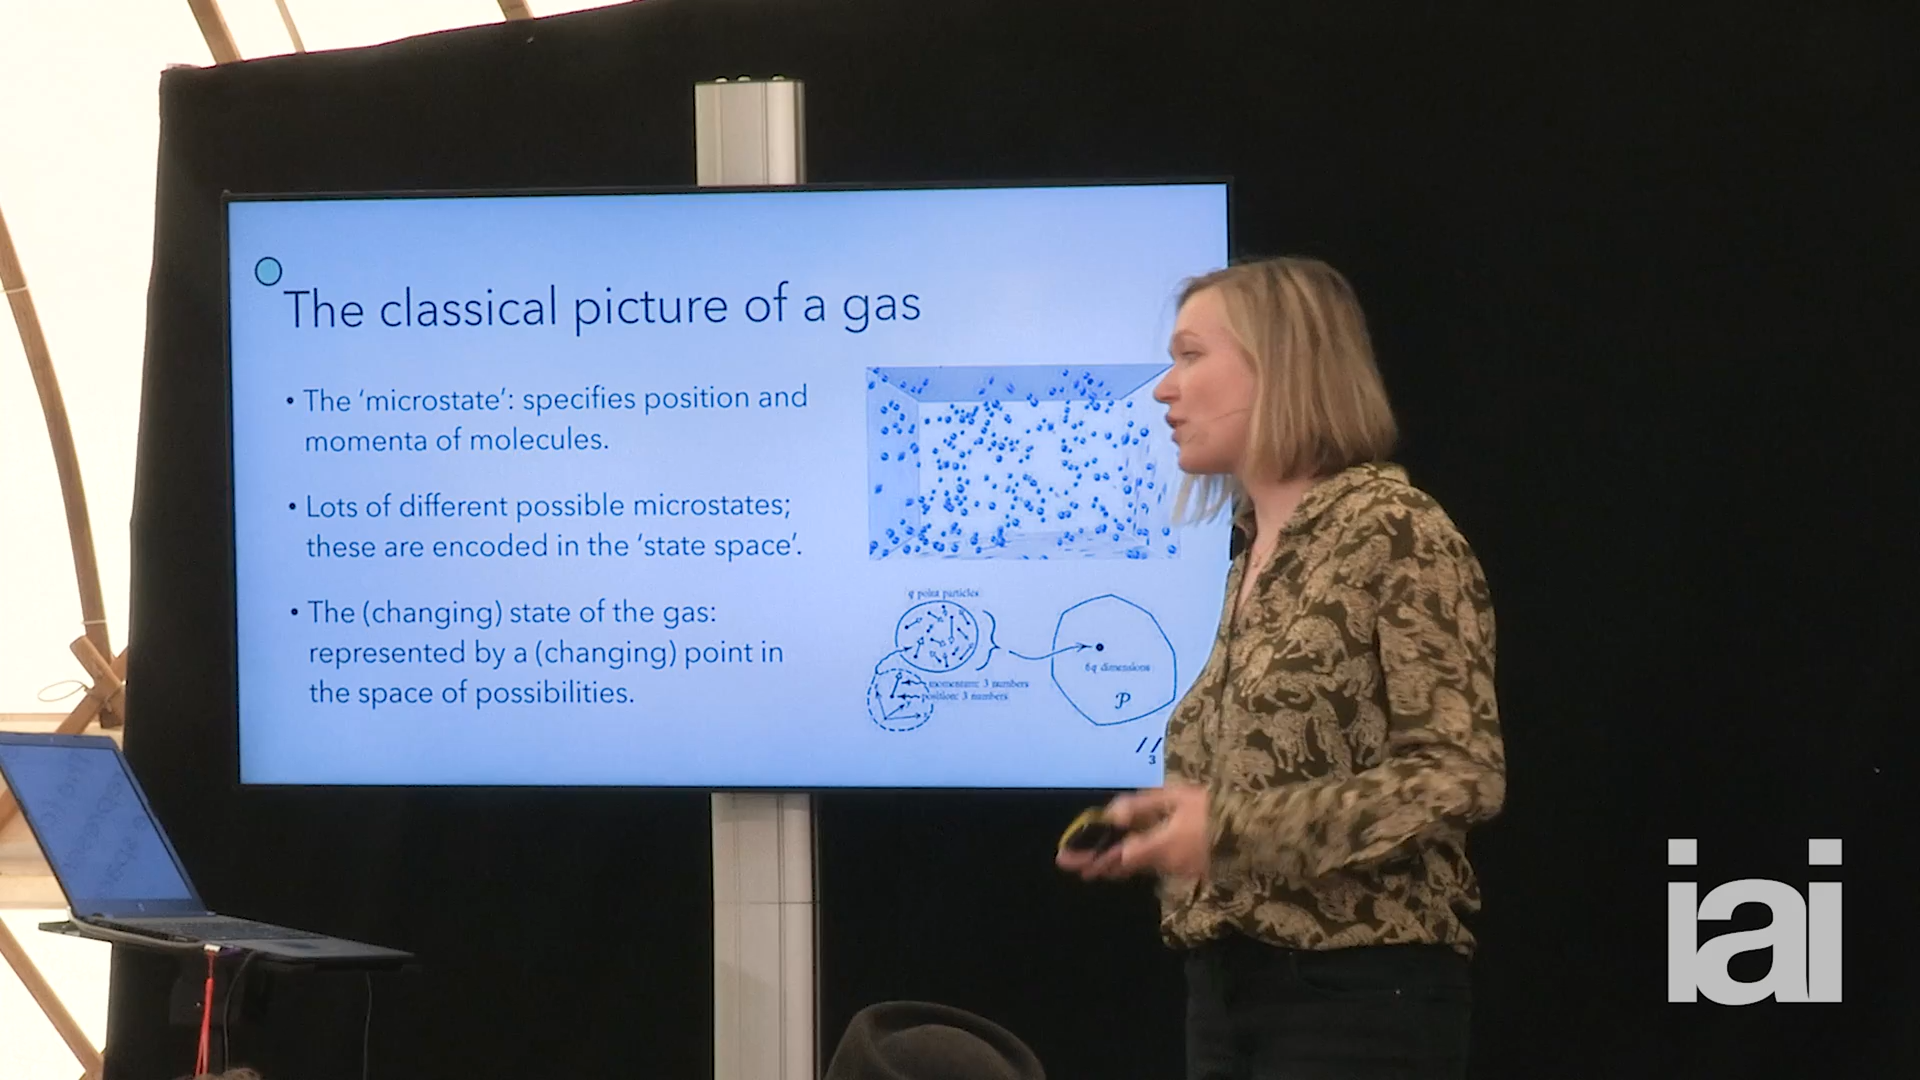 The classical picture of a gas
• The ‘microstate’: specifies position and
momenta of molecules.
• Lots of different possible microstates;
these are encoded in the ‘state space’.
• The (changing) state of the gas:
represented by a (changing) point in
the space of possibilities.
q point particles
momentum: 3 numbers
position: 3 numbers
6q dimensions
P
3
iai